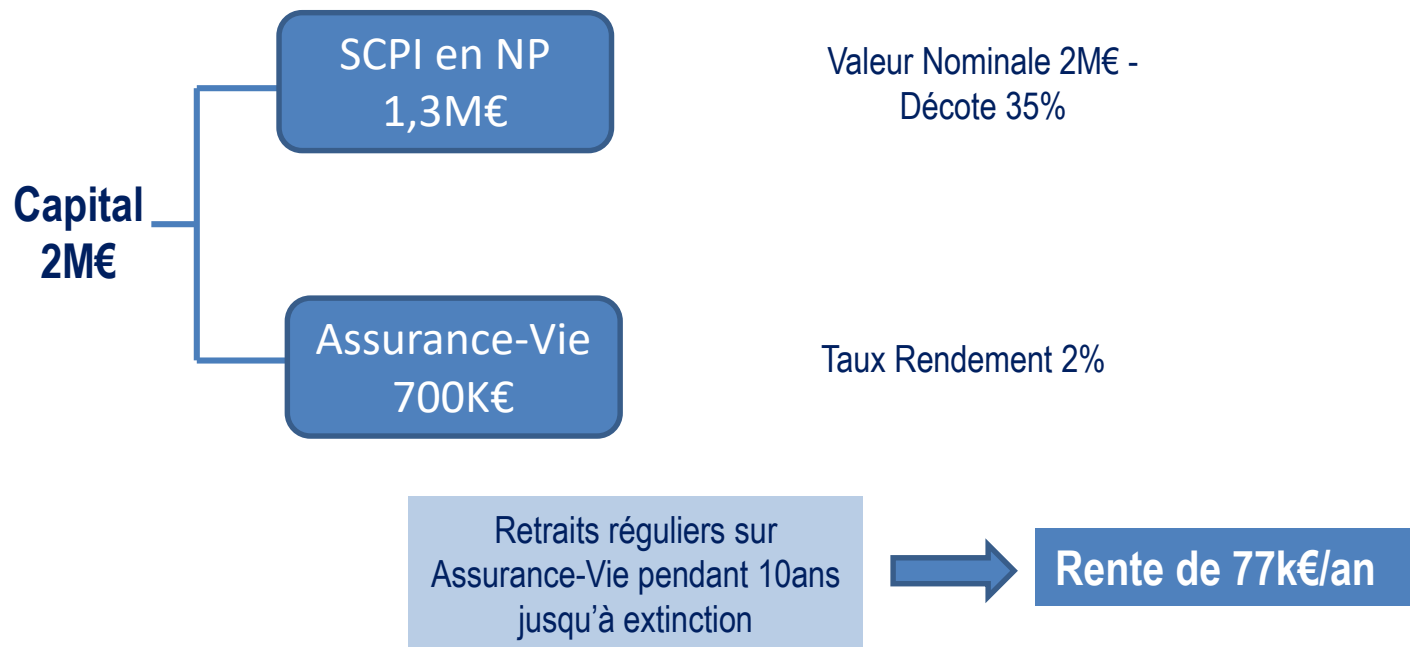 SCPI en NP
1,3M€
Valeur Nominale 2M€ -
Décote 35%
Capital
2M€
Assurance-Vie
700K€
Taux Rendement 2%
Retraits réguliers sur
Assurance-Vie pendant 10ans
jusqu’à extinction
Rente de 77k€/an